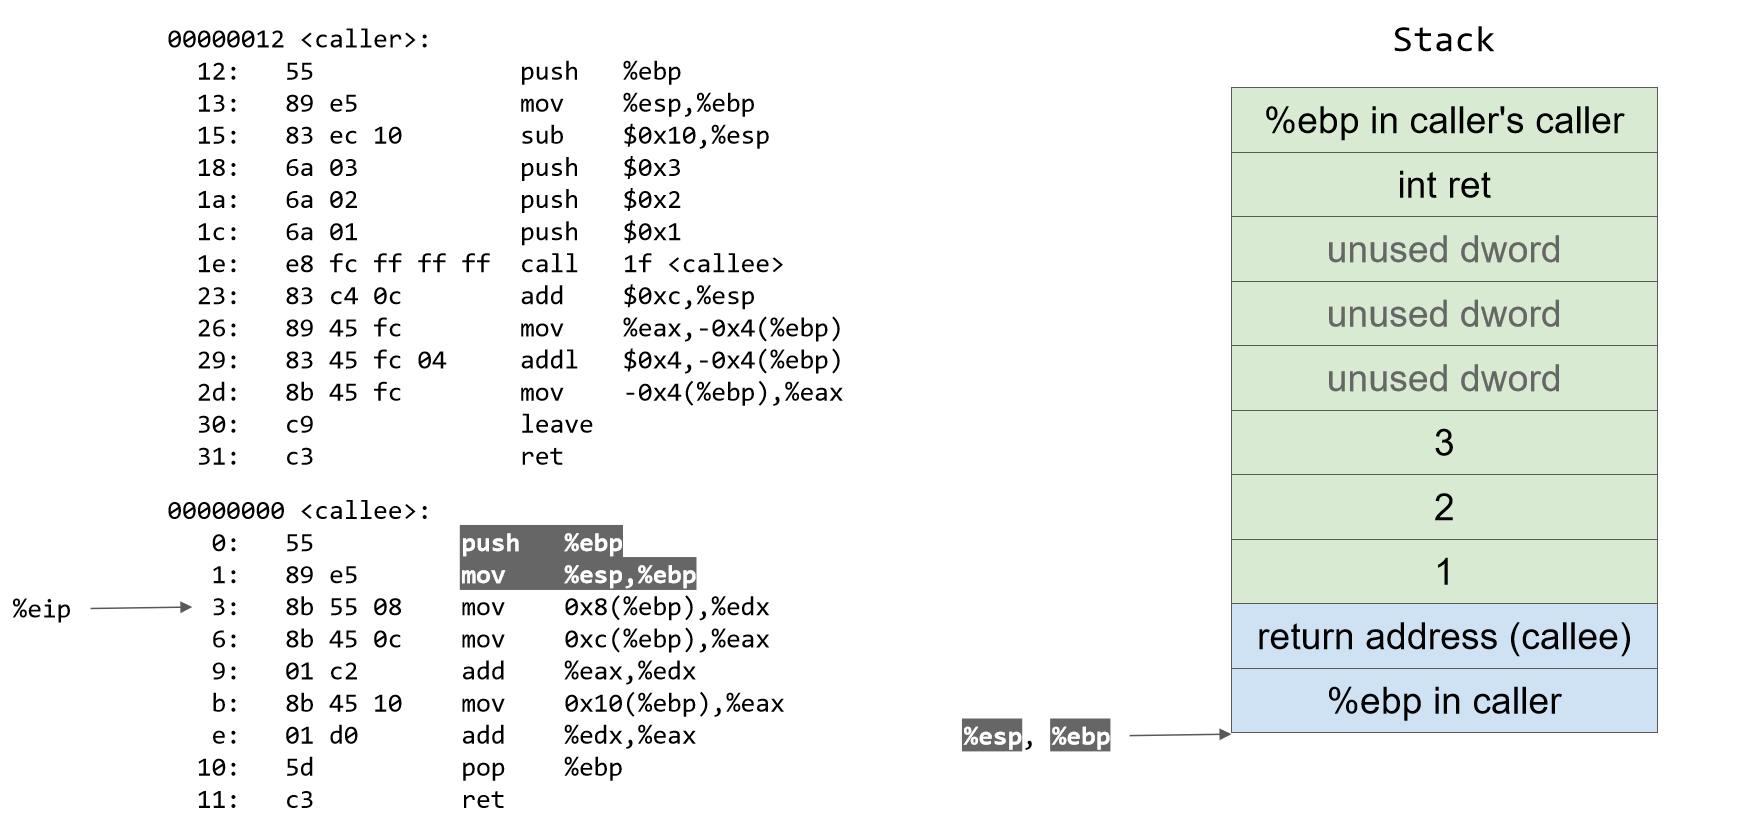 00000012 <caller>:
12: 55 push %ebp
13: 89 e5 mov %esp,%ebp
15: 83 ec 10 sub $0x10,%esp
18: 6a 03 push $0x3
1a: 6a 02 push $0x2
1c: 6a 01 push $0x1
1e: e8 fc ff ff ff call 1f <callee>
23: 83 c4 0c add $0xc,%esp
26: 89 45 fc mov %eax,-0x4(%ebp)
29: 83 45 fc 04 addl $0x4,-0x4(%ebp)
2d: 8b 45 fc mov -0x4(%ebp),%eax
30: c9 leave
31: c3 ret
00000000 <callee>:
0: 55 push %ebp
1: 89 e5 mov %esp,%ebp
%eip
3: 8b 55 08 mov 0x8(%ebp),%edx
6: 8b 45 0c mov 0xc(%ebp),%eax
9: 01 c2 add %eax,%edx
b: 8b 45 10 mov 0x10(%ebp),%eax
e: 01 d0 add %edx,%eax
10: 5d pop %ebp
11: c3 ret
Stack
%ebp in caller's caller
int ret
unused dword
unused dword
unused dword
3
2
1
return address (callee)
%ebp in caller
%esp, %ebp